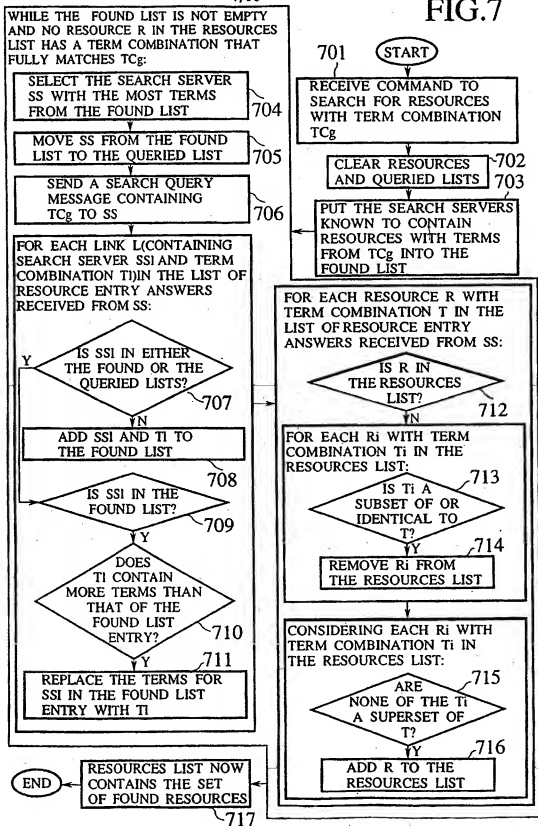 FIG.7
START
701
RECEIVE COMMAND TO
SEARCH FOR RESOURCES
WITH TERM COMBINATION
TCg
702
CLEAR RESOURCES
AND QUERIED LISTS
703
PUT THE SEARCH SERVERS
KNOWN TO CONTAIN
RESOURCES WITH TERMS
FROM TCg INTO THE
FOUND LIST
WHILE THE FOUND LIST IS NOT EMPTY
AND NO RESOURCE R IN THE RESOURCES
LIST HAS A TERM COMBINATION THAT
FULLY MATCHES TCg:
SELECT THE SEARCH SERVER
SS WITH THE MOST TERMS
FROM THE FOUND LIST
704
MOVE SS FROM THE FOUND
LIST TO THE QUERIED LIST
705
SEND A SEARCH QUERY
MESSAGE CONTAINING
TCg TO SS
706
FOR EACH LINK L(CONTAINING
SEARCH SERVER SSl AND TERM
COMBINATION Tl)IN THE LIST OF
RESOURCE ENTRY ANSWERS
RECEIVED FROM SS:
Y
IS SSl IN EITHER
THE FOUND OR THE
QUERIED LISTS?
707
N
ADD SSl AND Tl TO
THE FOUND LIST
708
IS SSl IN THE
FOUND LIST?
709
Y
DOES
Tl CONTAIN
MORE TERMS THAN
THAT OF THE
FOUND LIST
ENTRY?
710
Y
711
REPLACE THE TERMS FOR
SSl IN THE FOUND LIST
ENTRY WITH Tl
FOR EACH RESOURCE R WITH
TERM COMBINATION T IN THE
LIST OF RESOURCE ENTRY
ANSWERS RECEIVED FROM SS:
IS R IN
THE RESOURCES
LIST?
712
N
FOR EACH Ri WITH TERM
COMBINATION Ti IN THE
RESOURCES LIST:
713
IS Ti A
SUBSET OF OR
IDENTICAL TO
T?
Y
714
REMOVE Ri FROM
THE RESOURCES LIST
CONSIDERING EACH Ri WITH
TERM COMBINATION Ti IN
THE RESOURCES LIST:
715
ARE
NONE OF THE Ti
A SUPERSET OF
T?
Y
716
ADD R TO THE
RESOURCES LIST
RESOURCES LIST NOW
CONTAINS THE SET
OF FOUND RESOURCES
717
END